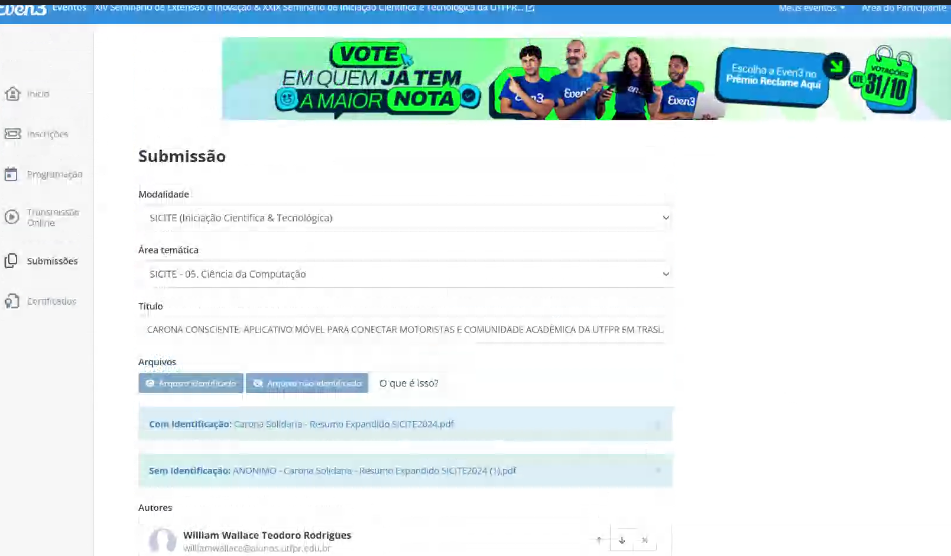 even3 Eventos XIV Seminário de Extensão e Inovação & XXIX Seminário de Iniciação Científica e Tecnológica da UTFPR... Meus eventos Área do Participante
VOTE
EM QUEM JÁ TEM
A MAIOR NOTA
Even3
Even3
Even3
Escolha a Even3 no
Prêmio Reclame Aqui
VOTAÇÕES
ATÉ 31/10
Início
Inscrições
Programação
Transmissão
Online
Submissões
Certificados
Submissão
Modalidade
SICITE (Iniciação Científica & Tecnológica)
Área temática
SICITE - 05. Ciência da Computação
Título
CARONA CONSCIENTE: APLICATIVO MÓVEL PARA CONECTAR MOTORISTAS E COMUNIDADE ACADÊMICA DA UTFPR EM TRASL
Arquivos
Arquivo identificado Arquivo não identificado O que é isso?
Com Identificação: Carona Solidaria - Resumo Expandido SICITE2024.pdf
Sem Identificação: ANONIMO - Carona Solidaria - Resumo Expandido SICITE2024 (1).pdf
Autores
William Wallace Teodoro Rodrigues
williamwallace@alunos.utfpr.edu.br